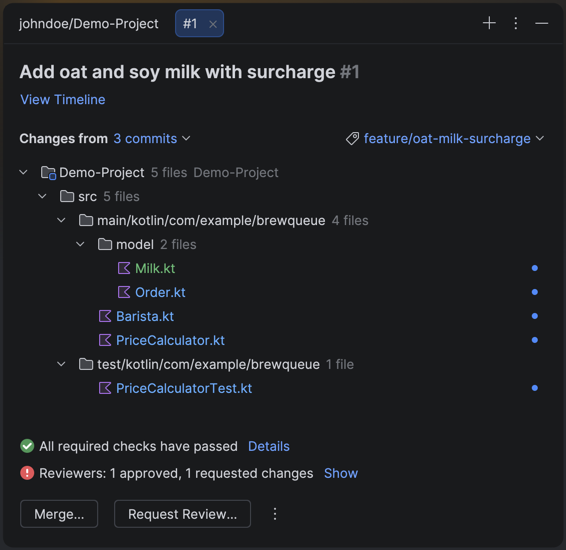 johndoe/Demo-Project #1
Add oat and soy milk with surcharge #1
View Timeline
Changes from 3 commits feature/oat-milk-surcharge
Demo-Project 5 files Demo-Project
src 5 files
main/kotlin/com/example/brewqueue 4 files
model 2 files
Milk.kt
Order.kt
Barista.kt
PriceCalculator.kt
test/kotlin/com/example/brewqueue 1 file
PriceCalculatorTest.kt
All required checks have passed Details
Reviewers: 1 approved, 1 requested changes Show
Merge... Request Review...